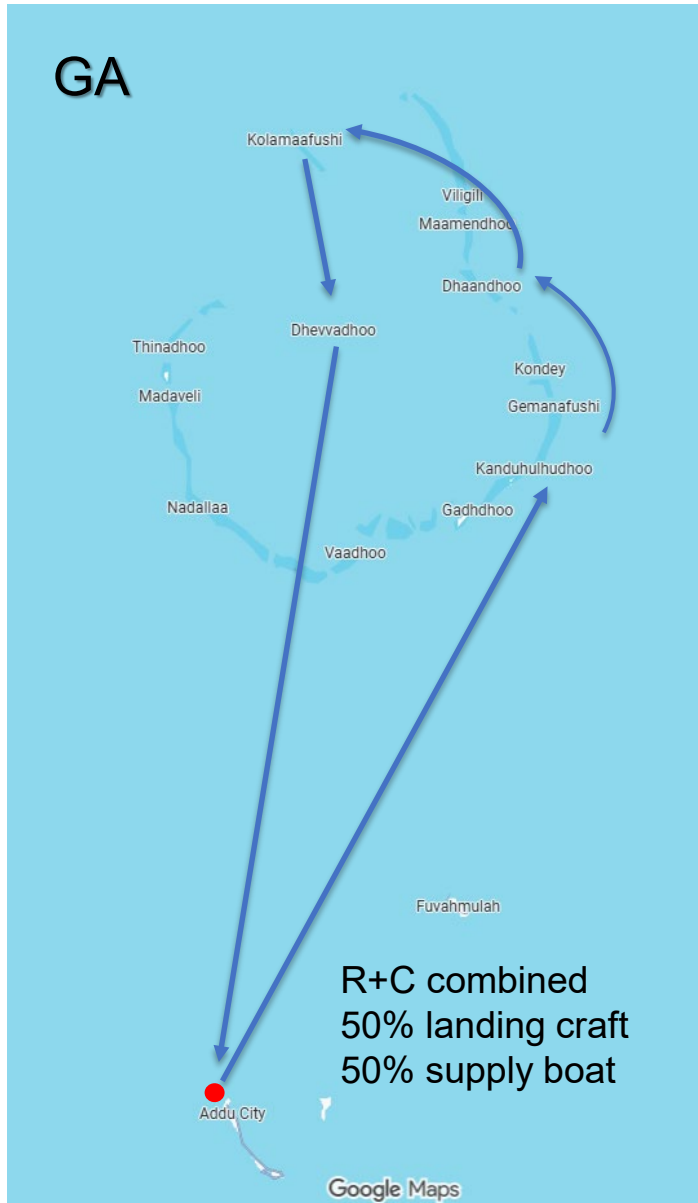 GA
Kolamaafushi
Viligili
Maamendhoo
Dhaandhoo
Dhevvadhoo
Thinadhoo
Kondey
Madaveli
Gemanafushi
Kanduhulhudhoo
Nadallaa
Gadhdhoo
Vaadhoo
Fuvahmulah
R+C combined
50% landing craft
50% supply boat
Addu City
Google Maps